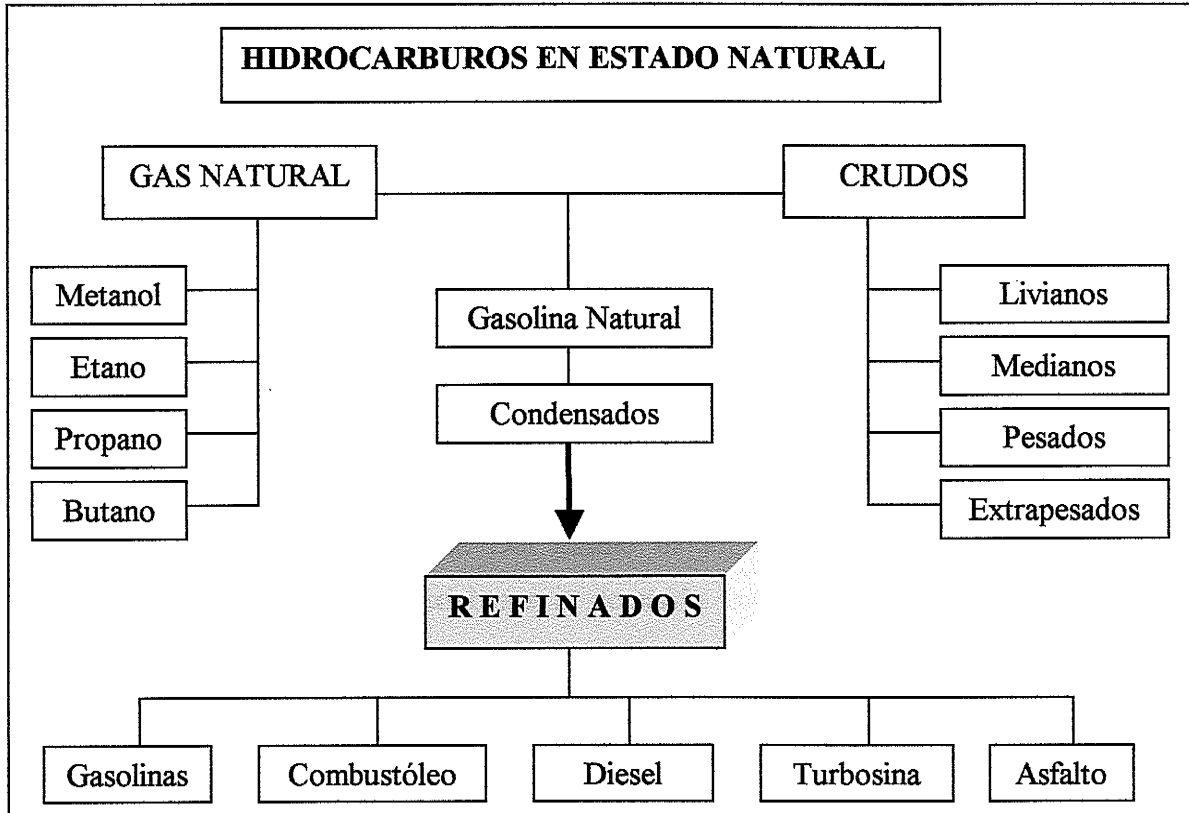 HIDROCARBUROS EN ESTADO NATURAL
GAS NATURAL
CRUDOS
Metanol
Etano
Propano
Butano
Gasolina Natural
Condensados
Livianos
Medianos
Pesados
Extrapesados
REFINADOS
Gasolinas
Combustóleo
Diesel
Turbosina
Asfalto